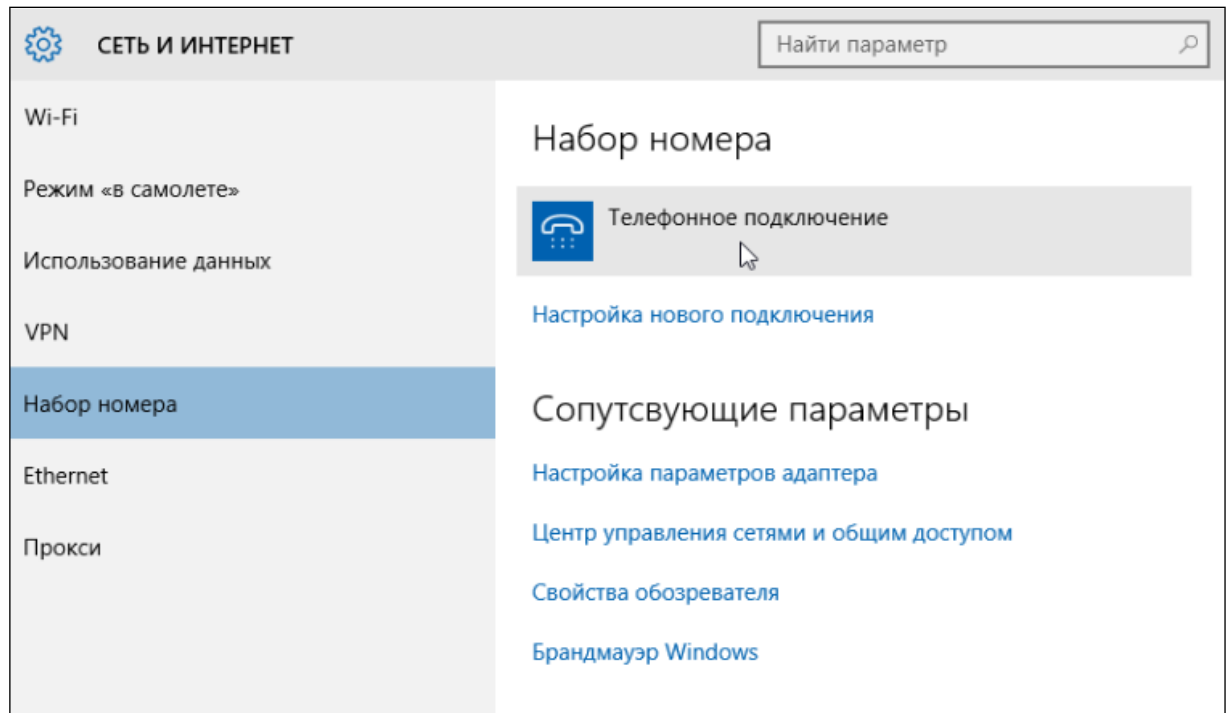 СЕТЬ И ИНТЕРНЕТ
Найти параметр
Wi-Fi
Режим «в самолете»
Использование данных
VPN
Набор номера
Ethernet
Прокси
Набор номера
Телефонное подключение
Настройка нового подключения
Сопутсвующие параметры
Настройка параметров адаптера
Центр управления сетями и общим доступом
Свойства обозревателя
Брандмауэр Windows